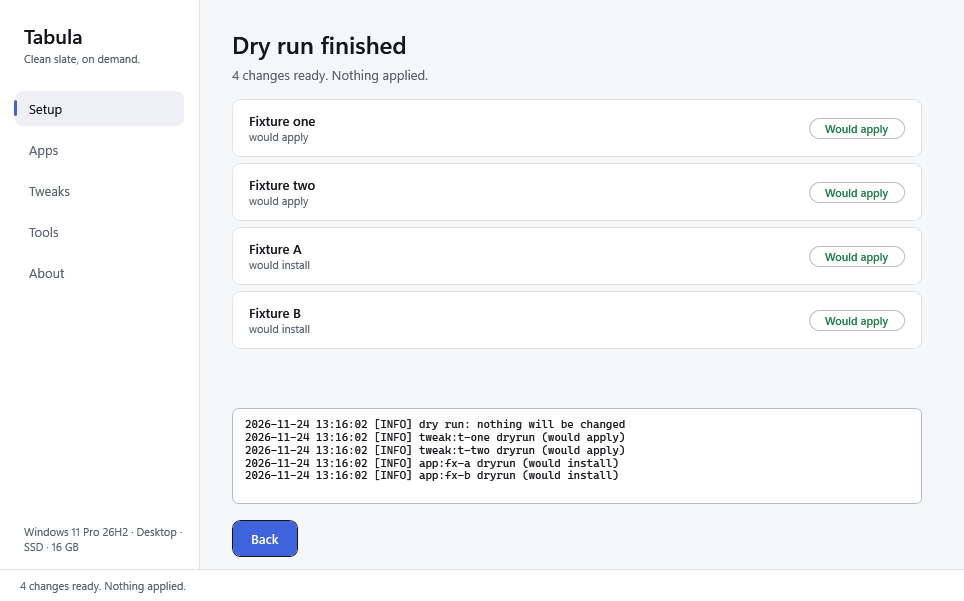 Tabula
Clean slate, on demand.
Setup
Apps
Tweaks
Tools
About
Windows 11 Pro 26H2 · Desktop ·
SSD · 16 GB
Dry run finished
4 changes ready. Nothing applied.
Fixture one
would apply
Would apply
Fixture two
would apply
Would apply
Fixture A
would install
Would apply
Fixture B
would install
Would apply
2026-11-24 13:16:02 [INFO] dry run: nothing will be changed
2026-11-24 13:16:02 [INFO] tweak:t-one dryrun (would apply)
2026-11-24 13:16:02 [INFO] tweak:t-two dryrun (would apply)
2026-11-24 13:16:02 [INFO] app:fx-a dryrun (would install)
2026-11-24 13:16:02 [INFO] app:fx-b dryrun (would install)
Back
4 changes ready. Nothing applied.